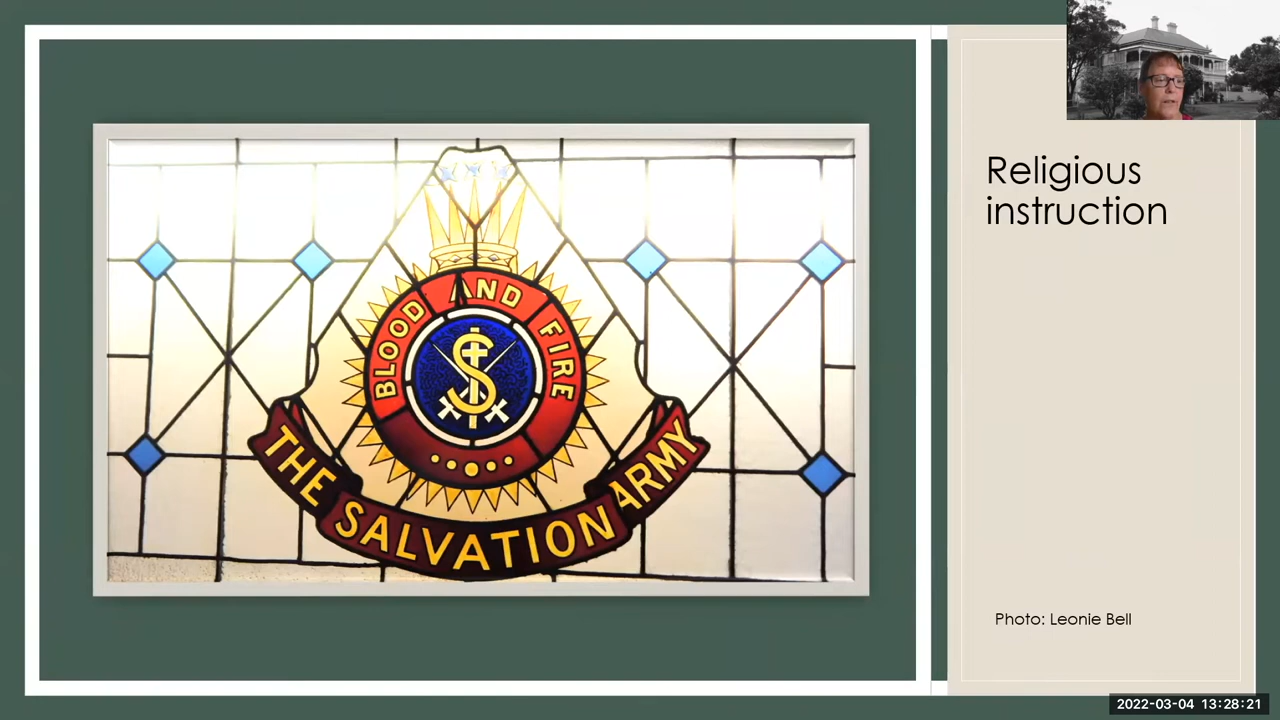 BLOOD AND FIRE
S
THE SALVATION ARMY
Religious
instruction
Photo: Leonie Bell
2022-03-04 13:28:21